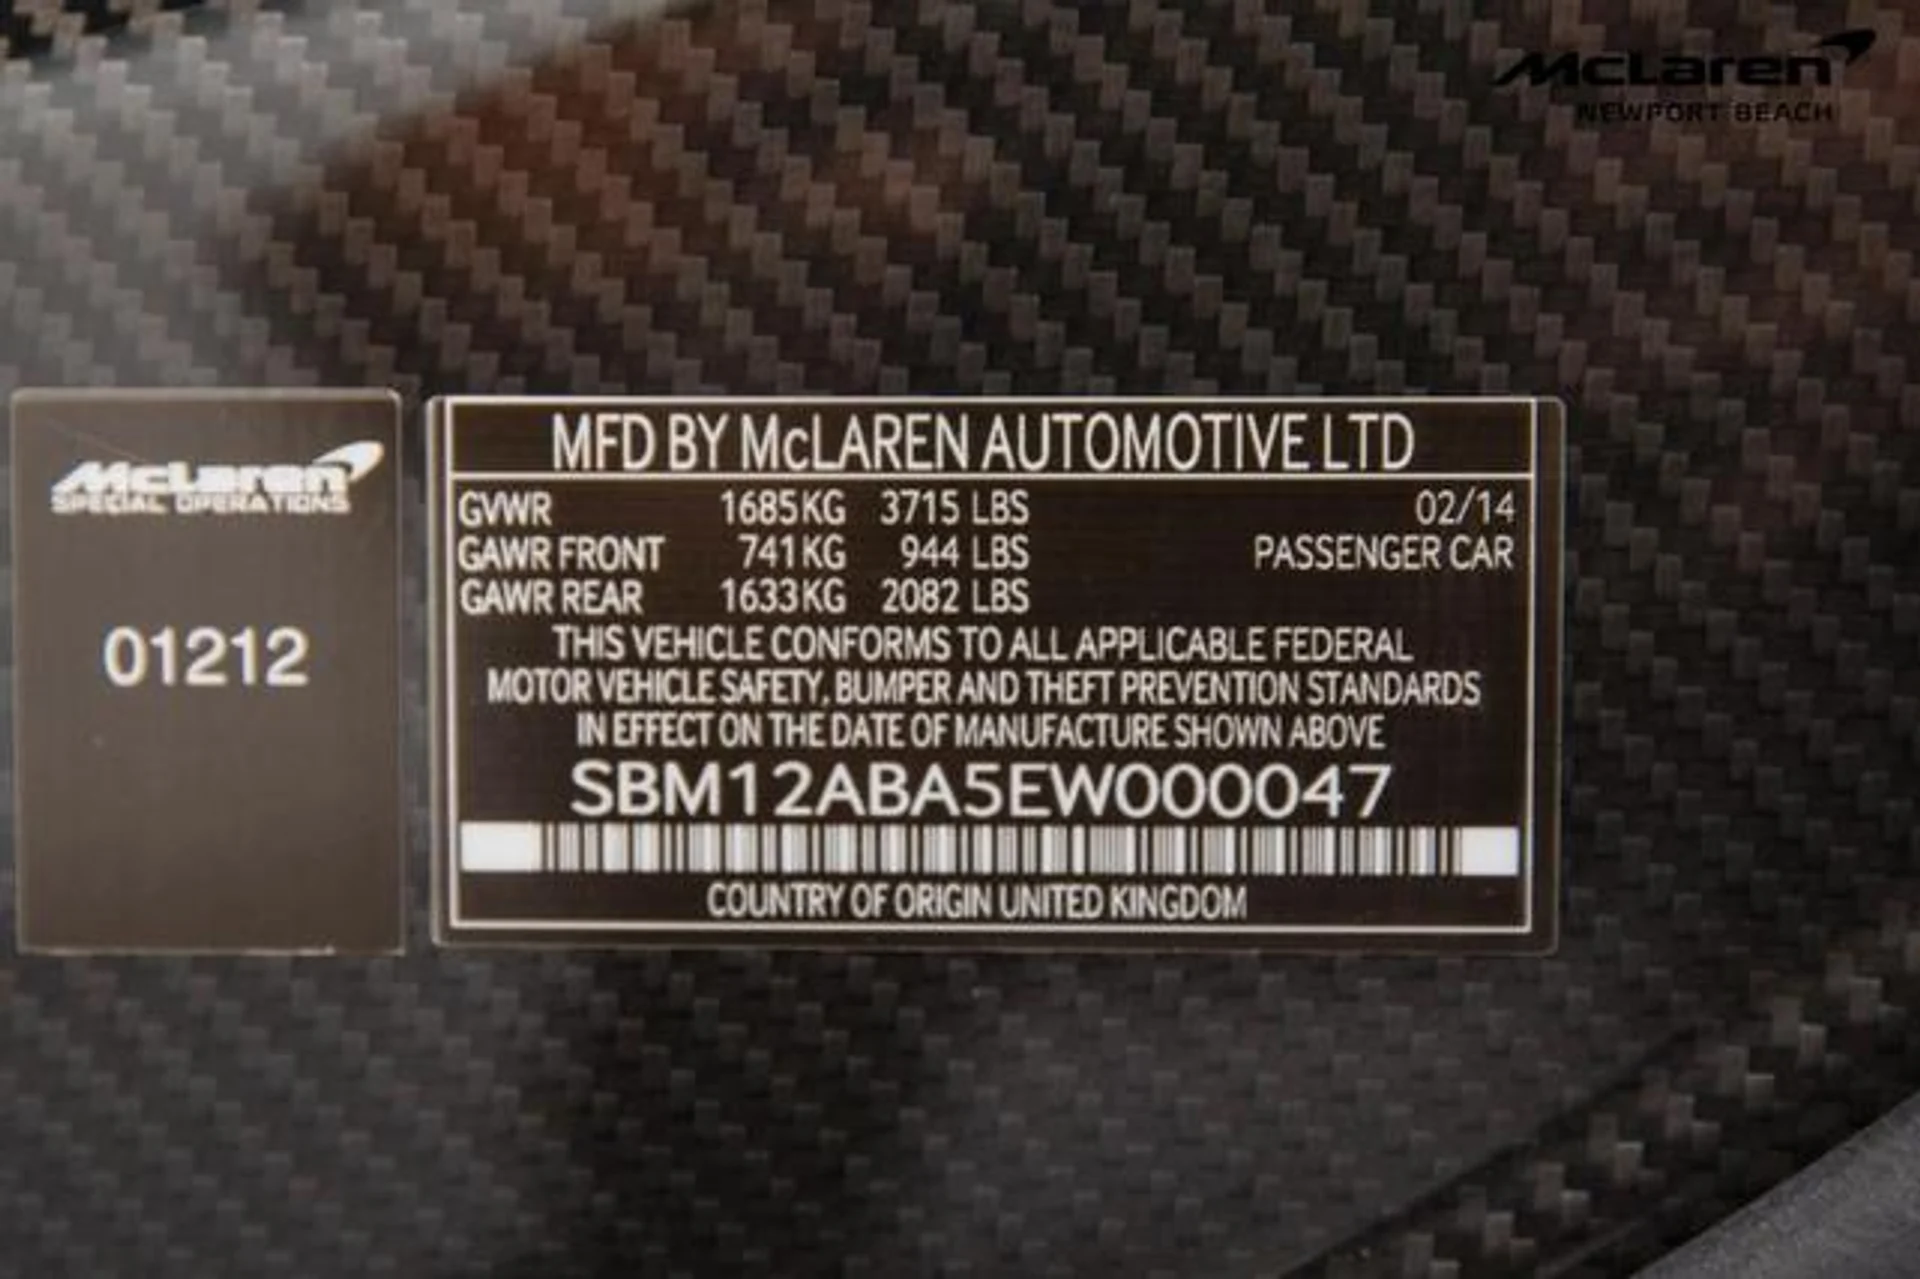 McLaren
NEWPORT BEACH
McLaren
SPECIAL OPERATIONS
01212
MFD BY McLAREN AUTOMOTIVE LTD
GVWR 1685KG 3715 LBS 02/14
GAWR FRONT 741KG 944 LBS PASSENGER CAR
GAWR REAR 1633KG 2082 LBS
THIS VEHICLE CONFORMS TO ALL APPLICABLE FEDERAL
MOTOR VEHICLE SAFETY, BUMPER AND THEFT PREVENTION STANDARDS
IN EFFECT ON THE DATE OF MANUFACTURE SHOWN ABOVE
SBM12ABA5EW000047
COUNTRY OF ORIGIN UNITED KINGDOM